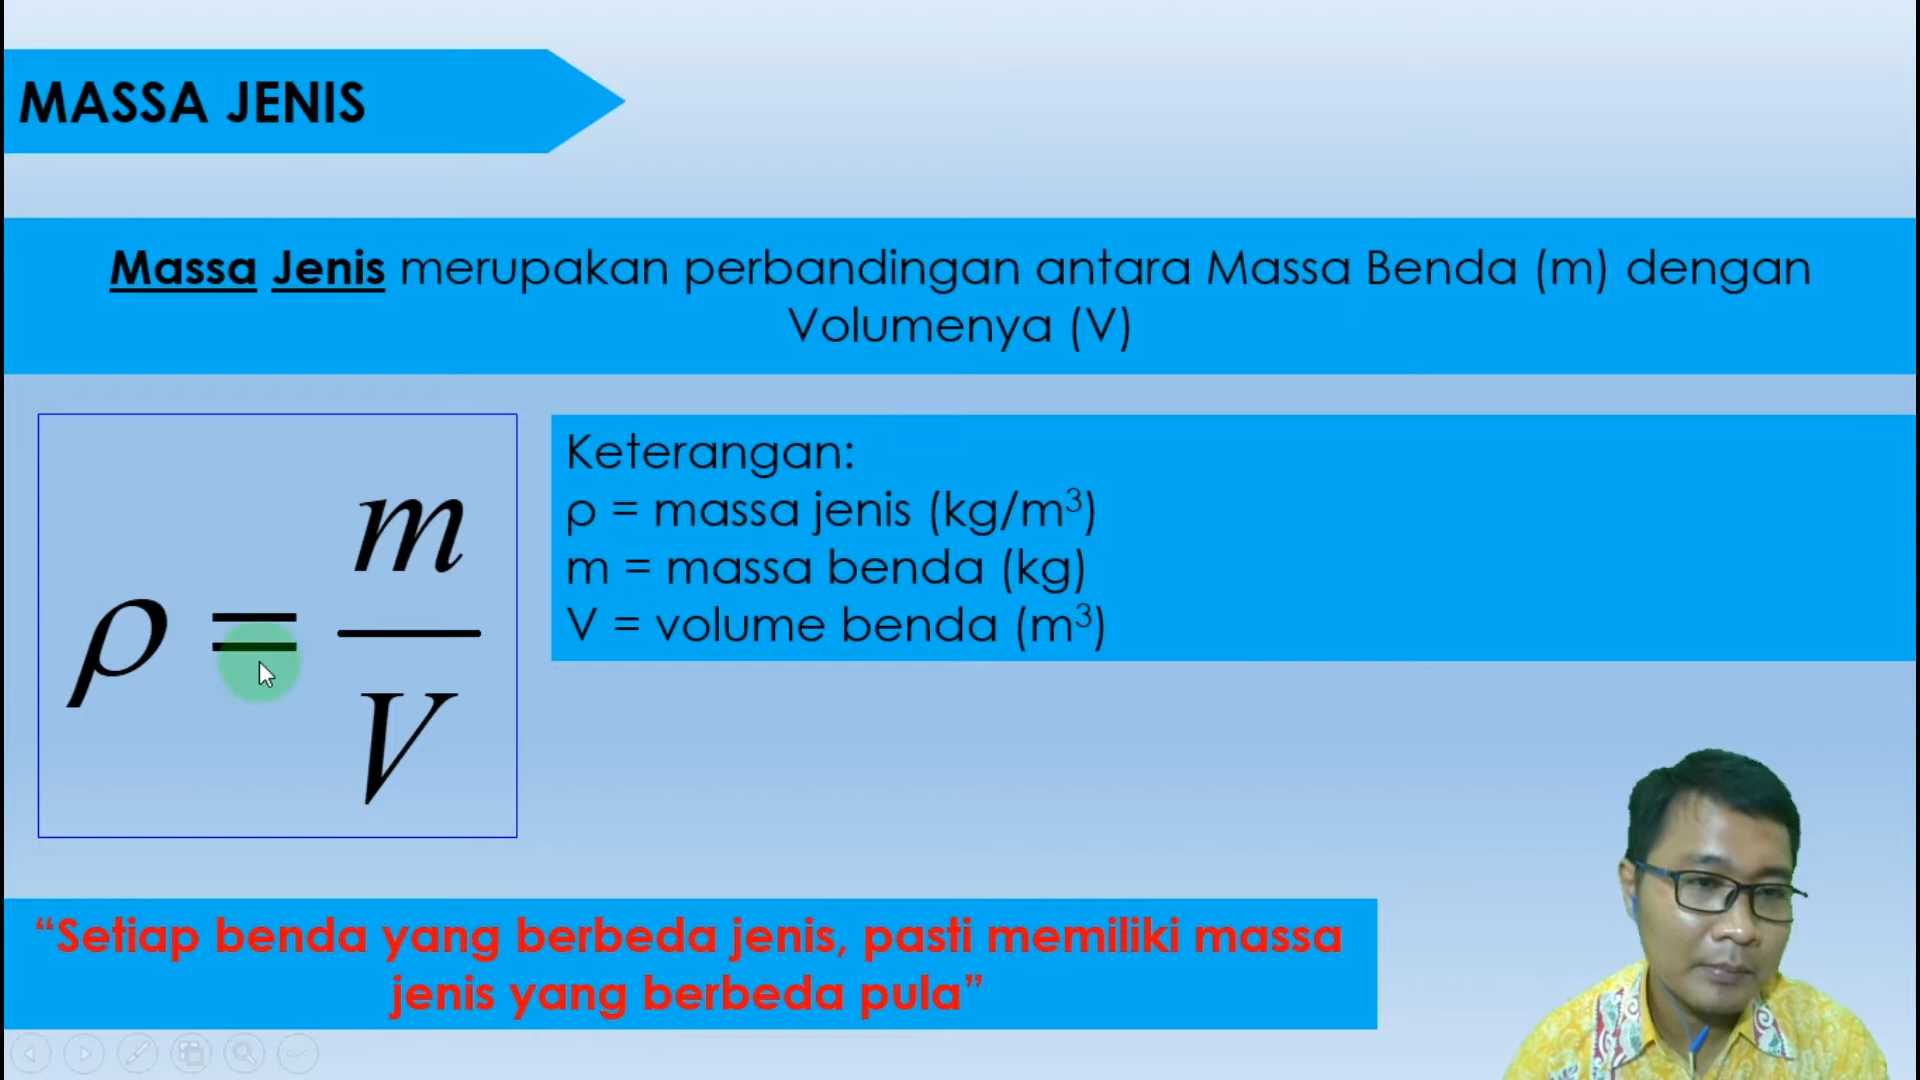 MASSA JENIS
Massa Jenis merupakan perbandingan antara Massa Benda (m) dengan
Volumenya (V)
ρ = m / V
Keterangan:
ρ = massa jenis (kg/m³)
m = massa benda (kg)
V = volume benda (m³)
“Setiap benda yang berbeda jenis, pasti memiliki massa
jenis yang berbeda pula”